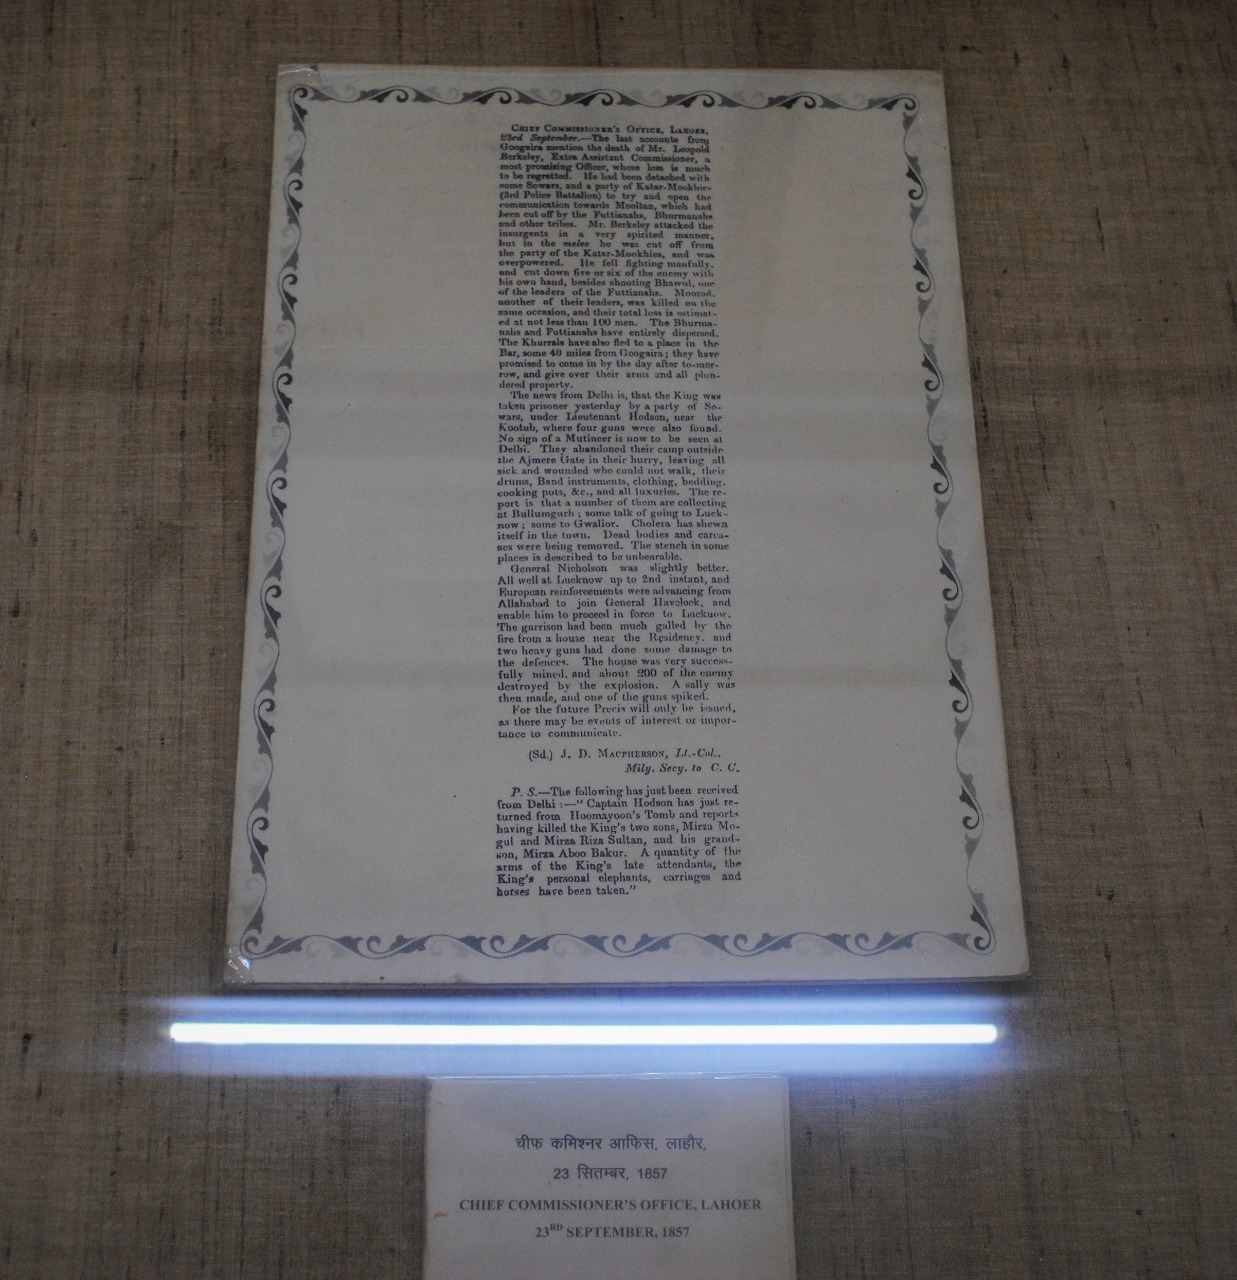 CHIEF COMMISSIONER'S OFFICE, LAHOER,
23rd September.—The last accounts from
Googaira mention the death of Mr. Leopold
Berkeley, Extra Assistant Commissioner, a
most promising Officer, whose loss is much
to be regretted. He had been detached with
some Sowars, and a party of Katar-Mookhies
(3rd Police Battalion) to try and open the
communication towards Mooltan, which had
been cut off by the Futtianahs, Bhurmanahs
and other tribes. Mr. Berkeley attacked the
insurgents in a very spirited manner,
but in the melee he was cut off from
the party of the Katar-Mookhies, and was
overpowered. He fell fighting manfully,
and cut down five or six of the enemy with
his own hand, besides shooting Bhawul, one
of the leaders of the Futtianahs. Moorad,
another of their leaders, was killed on the
same occasion, and their total loss is estimat-
ed at not less than 100 men. The Bhurma-
nahs and Futtianahs have entirely dispersed.
The Khurrals have also fled to a place in the
Bar, some 40 miles from Googaira; they have
promised to come in by the day after to-mor-
row, and give over their arms and all plun-
dered property.
The news from Delhi is, that the King was
taken prisoner yesterday by a party of So-
wars, under Lieutenant Hodson, near the
Kootub, where four guns were also found.
No sign of a Mutineer is now to be seen at
Delhi. They abandoned their camp outside
the Ajmere Gate in their hurry, leaving all
sick and wounded who could not walk, their
drums, Band instruments, clothing, bedding,
cooking pots, &c., and all luxuries. The re-
port is that a number of them are collecting
at Bullumgurh; some talk of going to Luck-
now; some to Gwalior. Cholera has shewn
itself in the town. Dead bodies and carca-
ses were being removed. The stench in some
places is described to be unbearable.
General Nicholson was slightly better.
All well at Lucknow up to 2nd instant, and
European reinforcements were advancing from
Allahabad to join General Havelock, and
enable him to proceed in force to Lucknow.
The garrison had been much galled by the
fire from a house near the Residency, and
two heavy guns had done some damage to
the defences. The house was very success-
fully mined, and about 200 of the enemy
destroyed by the explosion. A sally was
then made, and one of the guns spiked.
For the future Precis will only be issued,
as there may be events of interest or impor-
tance to communicate.
(Sd.) J. D. MACPHERSON, Lt.-Col.,
Mily. Secy. to C. C.
P. S.—The following has just been received
from Delhi:—"Captain Hodson has just re-
turned from Hoomayoon's Tomb and reports
having killed the King's two sons, Mirza Mo-
gul and Mirza Riza Sultan, and his grand-
son, Mirza Aboo Bakur. A quantity of the
arms of the King's late attendants, the
King's personal elephants, carriages and
horses have been taken."
चीफ कमिश्नर आफिस, लाहौर,
23 सितम्बर, 1857
CHIEF COMMISSIONER'S OFFICE, LAHOER
23RD SEPTEMBER, 1857